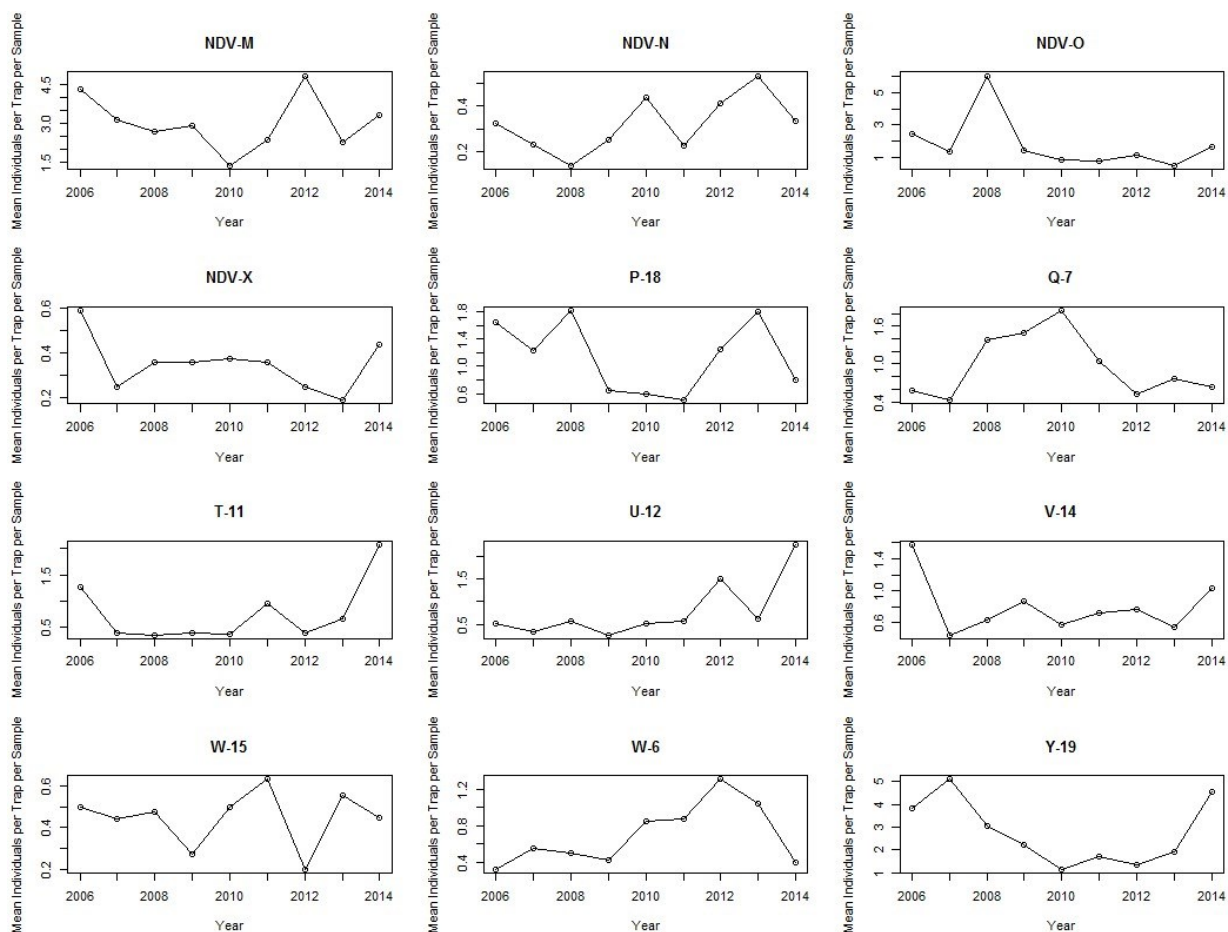 NDV-M
Mean Individuals per Trap per Sample
4.5
3.0
1.5
2006 2008 2010 2012 2014
Year
NDV-N
Mean Individuals per Trap per Sample
0.4
0.2
2006 2008 2010 2012 2014
Year
NDV-O
Mean Individuals per Trap per Sample
5
3
1
2006 2008 2010 2012 2014
Year
NDV-X
Mean Individuals per Trap per Sample
0.6
0.4
0.2
2006 2008 2010 2012 2014
Year
P-18
Mean Individuals per Trap per Sample
1.8
1.4
1.0
0.6
2006 2008 2010 2012 2014
Year
Q-7
Mean Individuals per Trap per Sample
1.6
1.0
0.4
2006 2008 2010 2012 2014
Year
T-11
Mean Individuals per Trap per Sample
1.5
0.5
2006 2008 2010 2012 2014
Year
U-12
Mean Individuals per Trap per Sample
1.5
0.5
2006 2008 2010 2012 2014
Year
V-14
Mean Individuals per Trap per Sample
1.4
1.0
0.6
2006 2008 2010 2012 2014
Year
W-15
Mean Individuals per Trap per Sample
0.6
0.4
0.2
2006 2008 2010 2012 2014
Year
W-6
Mean Individuals per Trap per Sample
1.2
0.8
0.4
2006 2008 2010 2012 2014
Year
Y-19
Mean Individuals per Trap per Sample
5
4
3
2
1
2006 2008 2010 2012 2014
Year